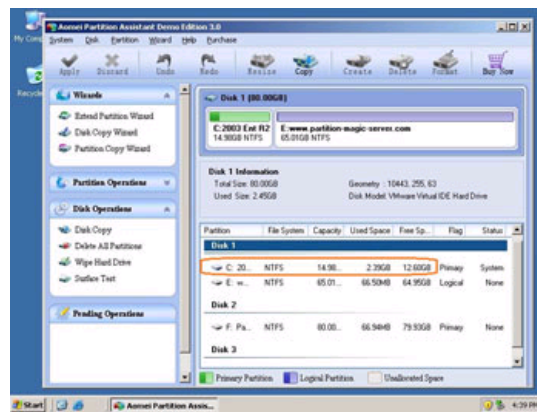 My Comp
Recycle
Aomei Partition Assistant Demo Edition 3.0
System Disk Partition Wizard Help Purchase
Apply Discard Undo Redo Resize Copy Create Delete Format Buy Now
Wizards
Extend Partition Wizard
Disk Copy Wizard
Partition Copy Wizard
Partition Operations
Disk Operations
Disk Copy
Delete All Partitions
Wipe Hard Drive
Surface Test
Pending Operations
Disk 1 (80.00GB)
C:2003 Ent R2
14.98GB NTFS
E:www.partition-magic-server.com
65.01GB NTFS
Disk 1 Information
Total Size: 80.00GB Geometry : 10443, 255, 63
Used Size: 2.45GB Disk Model: VMware Virtual IDE Hard Drive
Partition File System Capacity Used Space Free Sp... Flag Status
Disk 1
C: 20... NTFS 14.98... 2.39GB 12.60GB Primary System
E: w... NTFS 65.01... 66.50MB 64.95GB Logical None
Disk 2
F: Pa... NTFS 80.00... 66.94MB 79.93GB Primary None
Disk 3
Primary Partition Logical Partition Unallocated Space
Start Aomei Partition Assis... 4:39 PM